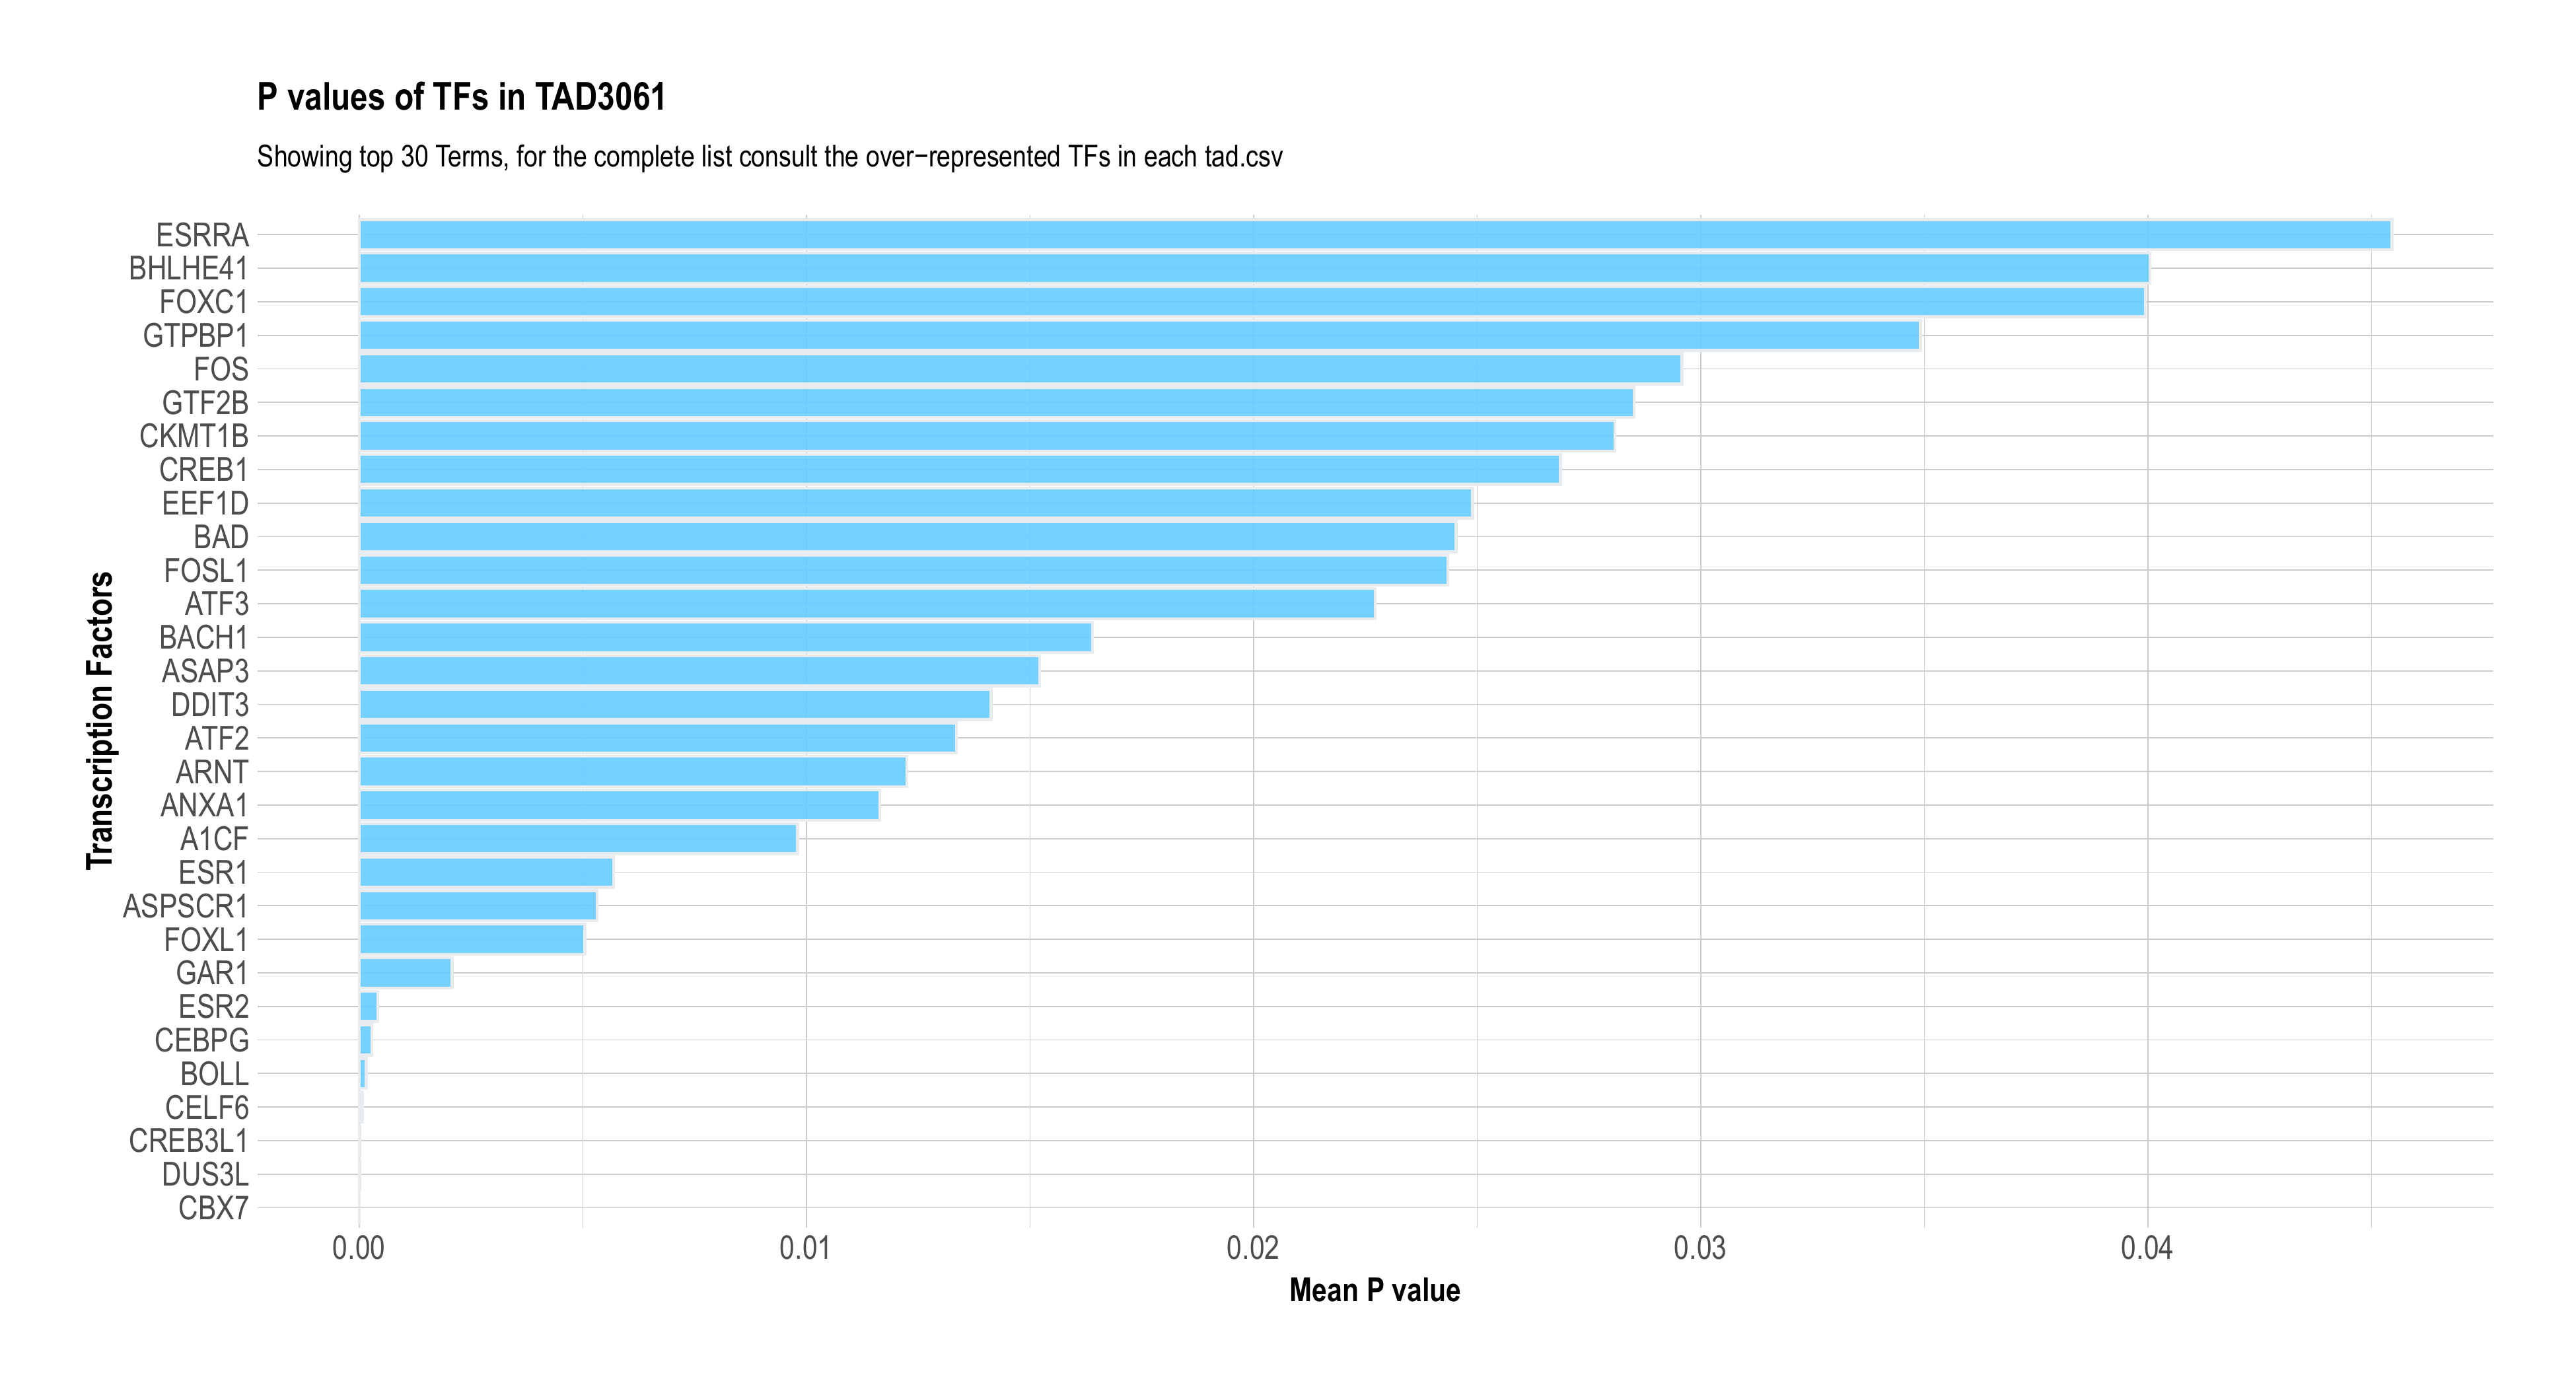 P values of TFs in TAD3061
Showing top 30 Terms, for the complete list consult the over−represented TFs in each tad.csv
Transcription Factors
ESRRA
BHLHE41
FOXC1
GTPBP1
FOS
GTF2B
CKMT1B
CREB1
EEF1D
BAD
FOSL1
ATF3
BACH1
ASAP3
DDIT3
ATF2
ARNT
ANXA1
A1CF
ESR1
ASPSCR1
FOXL1
GAR1
ESR2
CEBPG
BOLL
CELF6
CREB3L1
DUS3L
CBX7
0.00 0.01 0.02 0.03 0.04
Mean P value